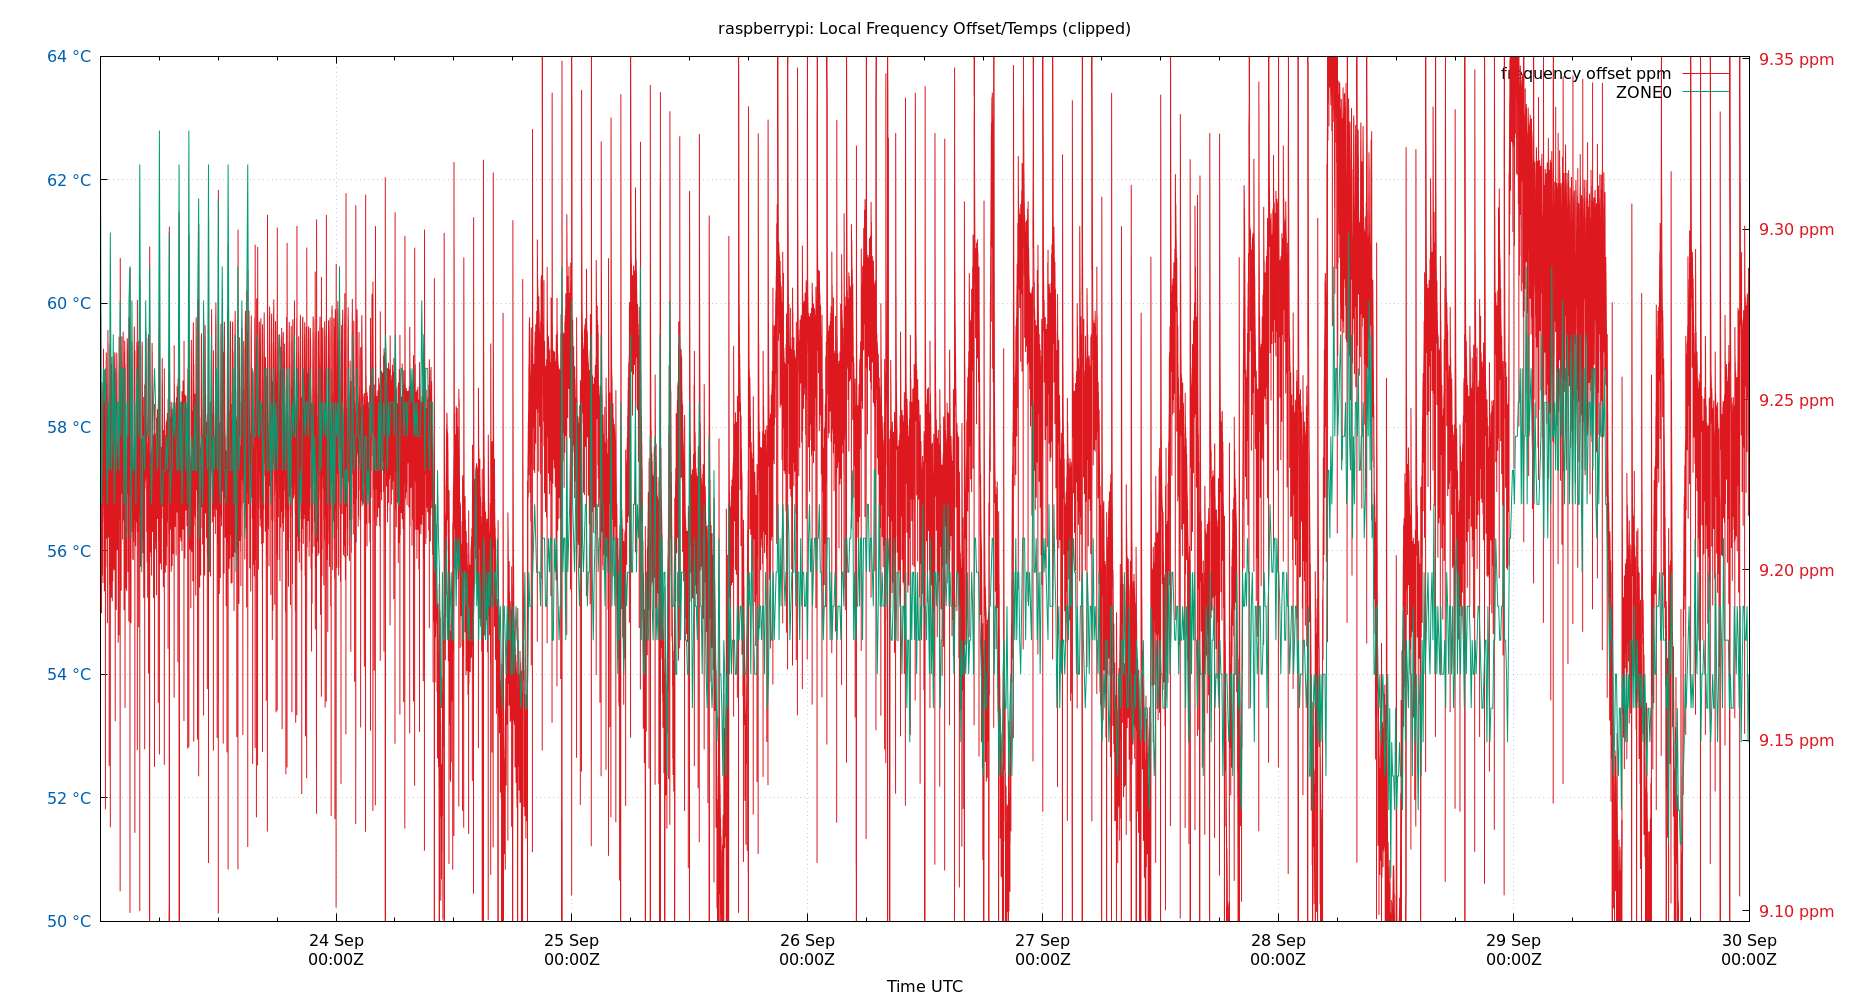 raspberrypi: Local Frequency Offset/Temps (clipped)
64 °C
62 °C
60 °C
58 °C
56 °C
54 °C
52 °C
50 °C
9.35 ppm
9.30 ppm
9.25 ppm
9.20 ppm
9.15 ppm
9.10 ppm
frequency offset ppm
ZONE0
24 Sep
00:00Z
25 Sep
00:00Z
26 Sep
00:00Z
27 Sep
00:00Z
28 Sep
00:00Z
29 Sep
00:00Z
30 Sep
00:00Z
Time UTC